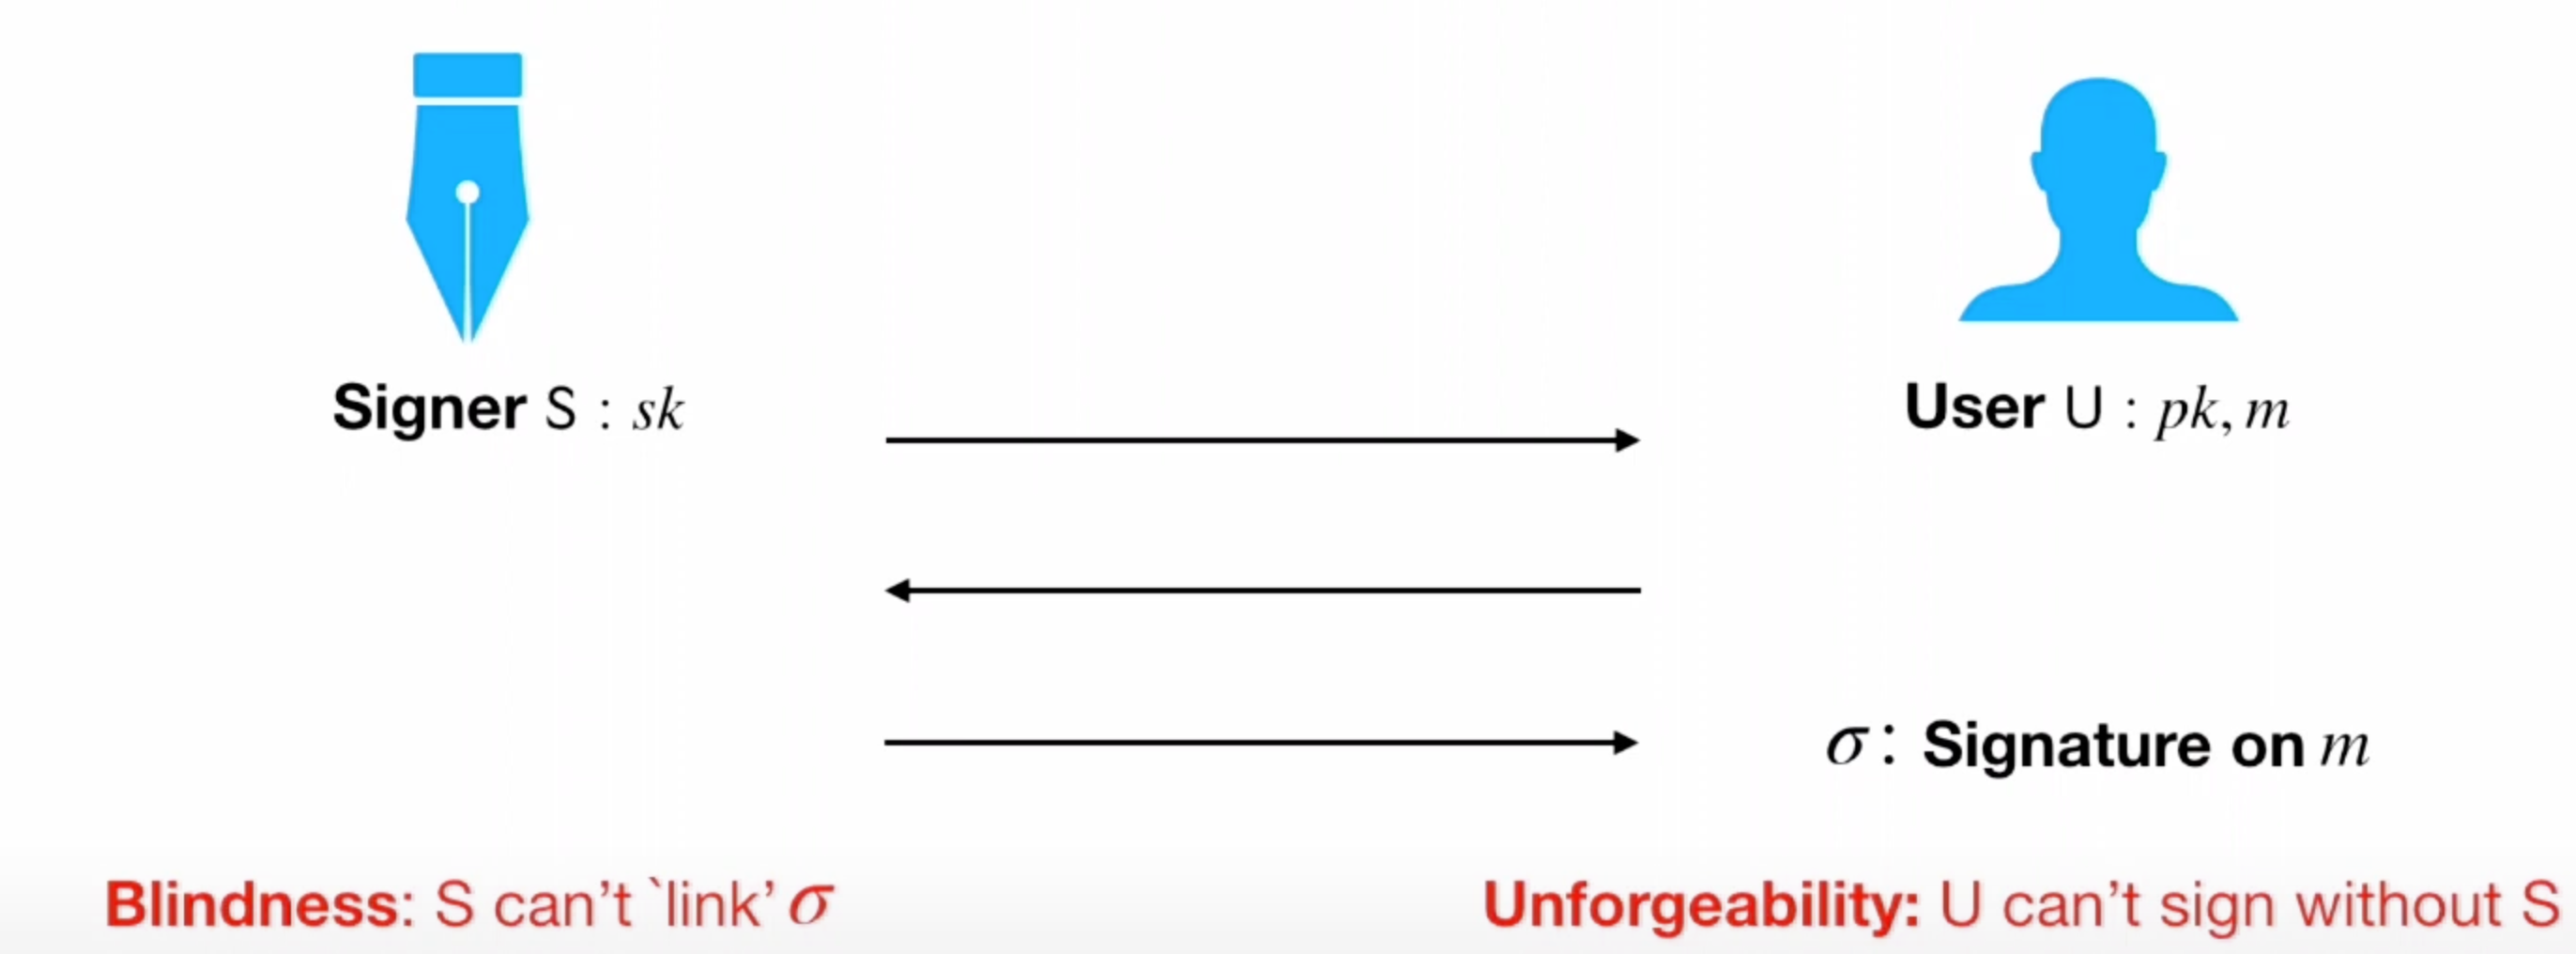 Signer S : sk
User U : pk, m
σ: Signature on m
Blindness: S can't `link' σ
Unforgeability: U can't sign without S